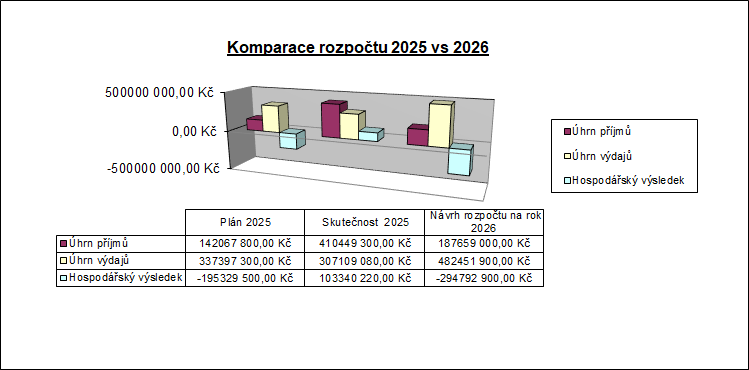 Komparace rozpočtu 2025 vs 2026
500000 000,00 Kč
0,00 Kč
-500000 000,00 Kč
Úhrn příjmů
Úhrn výdajů
Hospodářský výsledek
Plán 2025 Skutečnost 2025 Návrh rozpočtu na rok
2026
Úhrn příjmů 142067 800,00 Kč 410449 300,00 Kč 187659 000,00 Kč
Úhrn výdajů 337397 300,00 Kč 307109 080,00 Kč 482451 900,00 Kč
Hospodářský výsledek -195329 500,00 Kč 103340 220,00 Kč -294792 900,00 Kč